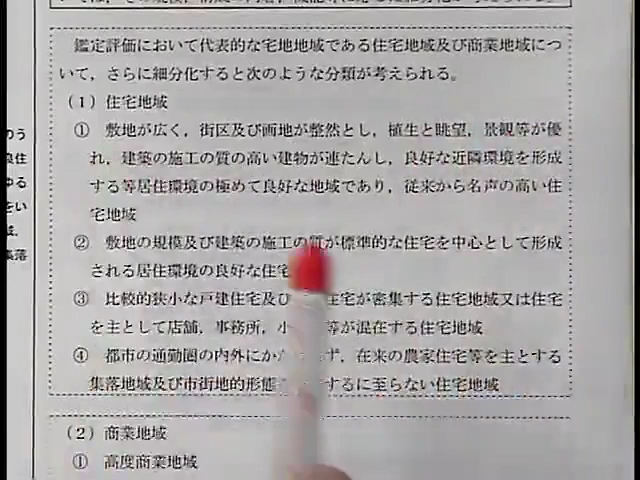 鑑定評価において代表的な宅地地域である住宅地域及び商業地域につ
いて，さらに細分化すると次のような分類が考えられる。
（1）住宅地域
① 敷地が広く，街区及び画地が整然とし，植生と眺望，景観等が優
れ，建築の施工の質の高い建物が連たんし，良好な近隣環境を形成
する等居住環境の極めて良好な地域であり，従来から名声の高い住
宅地域
② 敷地の規模及び建築の施工の質が標準的な住宅を中心として形成
される居住環境の良好な住宅
③ 比較的狭小な戸建住宅及び 住宅が密集する住宅地域又は住宅
を主として店舗，事務所，小 等が混在する住宅地域
④ 都市の通勤圏の内外にか ず，在来の農家住宅等を主とする
集落地域及び市街地的形態 するに至らない住宅地域
（2）商業地域
① 高度商業地域